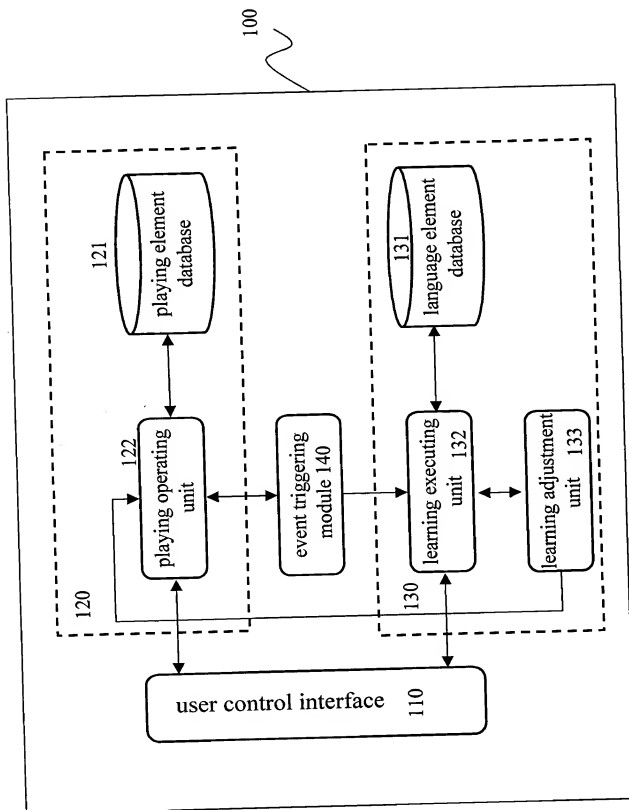 100
120
121
playing element
database
122
playing operating
unit
event triggering
module 140
130
131
language element
database
learning executing
unit 132
learning adjustment
unit 133
user control interface 110